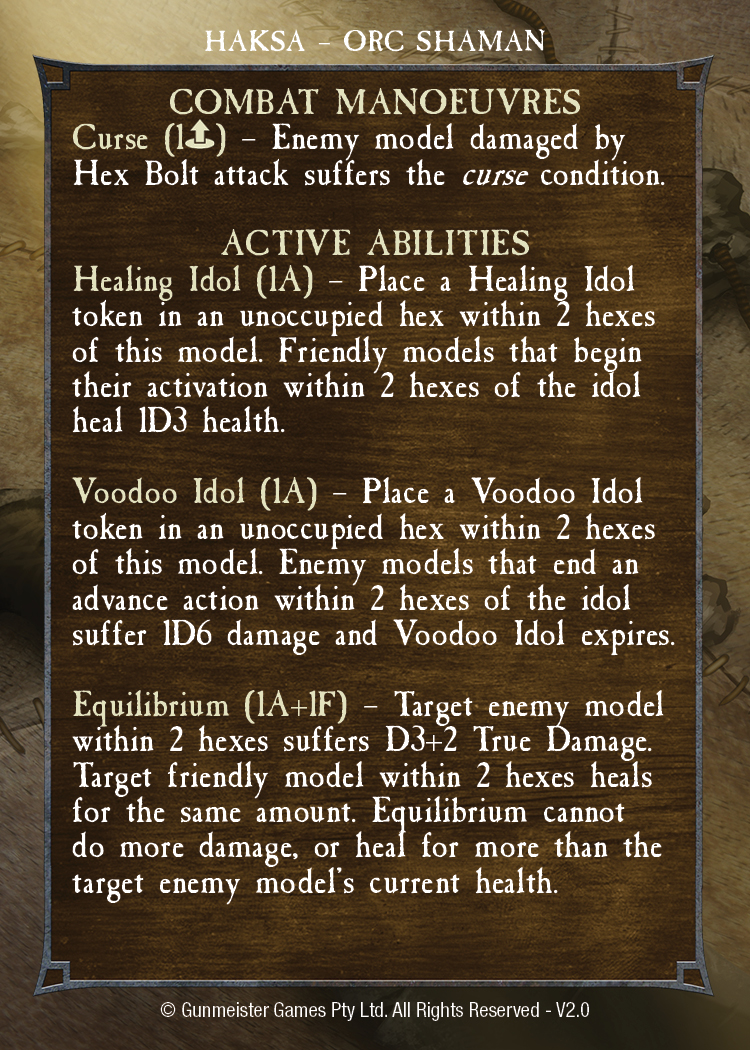 HAKSA – ORC SHAMAN
COMBAT MANOEUVRES
Curse (1) – Enemy model damaged by
Hex Bolt attack suffers the curse condition.
ACTIVE ABILITIES
Healing Idol (1A) – Place a Healing Idol
token in an unoccupied hex within 2 hexes
of this model. Friendly models that begin
their activation within 2 hexes of the idol
heal 1D3 health.
Voodoo Idol (1A) – Place a Voodoo Idol
token in an unoccupied hex within 2 hexes
of this model. Enemy models that end an
advance action within 2 hexes of the idol
suffer 1D6 damage and Voodoo Idol expires.
Equilibrium (1A+1F) – Target enemy model
within 2 hexes suffers D3+2 True Damage.
Target friendly model within 2 hexes heals
for the same amount. Equilibrium cannot
do more damage, or heal for more than the
target enemy model's current health.
© Gunmeister Games Pty Ltd. All Rights Reserved - V2.0